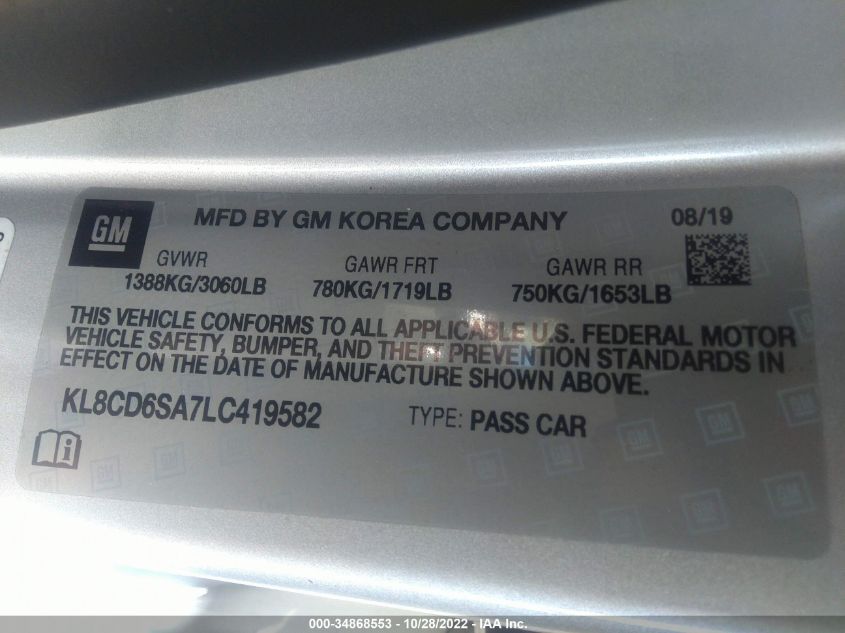 GM
MFD BY GM KOREA COMPANY
08/19
GVWR
GAWR FRT
GAWR RR
1388KG/3060LB
780KG/1719LB
750KG/1653LB
THIS VEHICLE CONFORMS TO ALL APPLICABLE U.S. FEDERAL MOTOR
VEHICLE SAFETY, BUMPER, AND THEFT PREVENTION STANDARDS IN
EFFECT ON THE DATE OF MANUFACTURE SHOWN ABOVE.
KL8CD6SA7LC419582
TYPE: PASS CAR
000-34868553 - 10/28/2022 - IAA Inc.